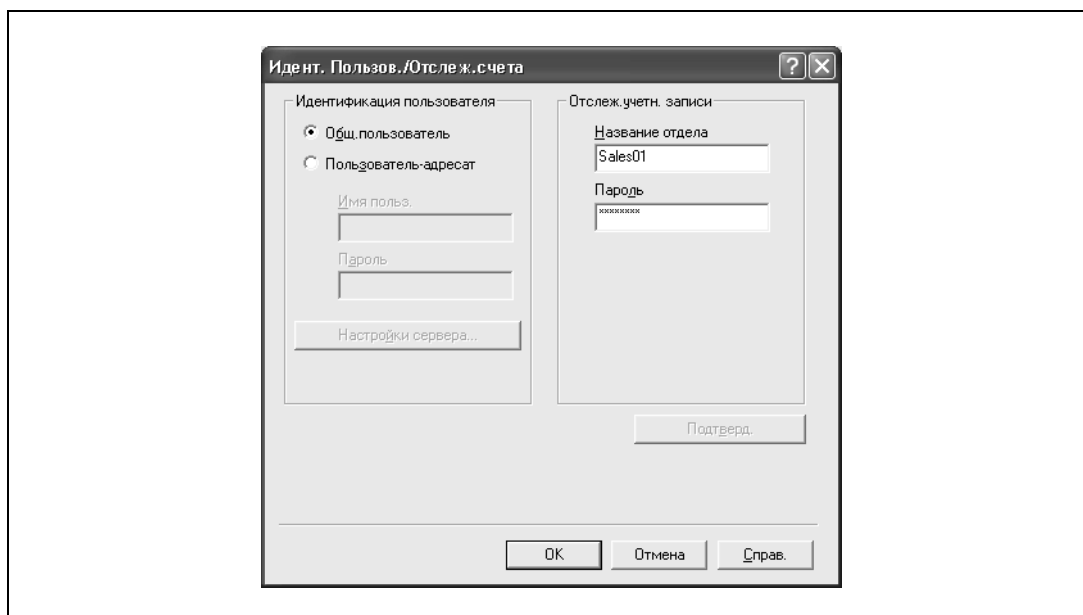 Идент. Пользов./Отслеж.счета
Идентификация пользователя
Общ.пользователь
Пользователь-адресат
Имя польз.
Пароль
Настройки сервера...
Отслеж.учетн. записи
Название отдела
Sales01
Пароль
××××××××
Подтверд.
OK
Отмена
Справ.